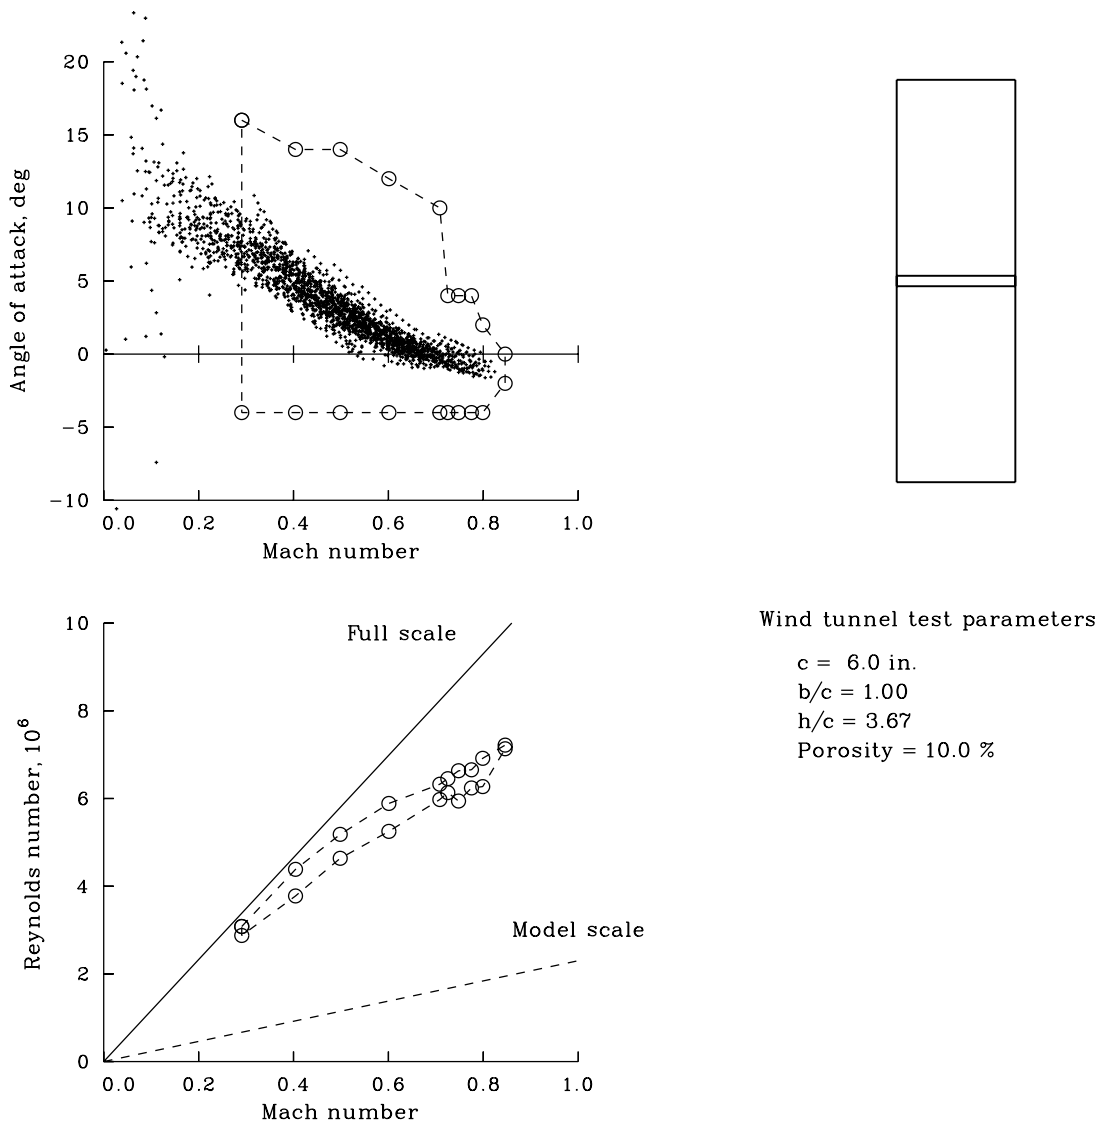 20
15
10
5
0
−5
−10
Angle of attack, deg
0.0 0.2 0.4 0.6 0.8 1.0
Mach number
10
8
6
4
2
0
Reynolds number, 10⁶
Full scale
Model scale
0.0 0.2 0.4 0.6 0.8 1.0
Mach number
Wind tunnel test parameters
c = 6.0 in.
b/c = 1.00
h/c = 3.67
Porosity = 10.0 %